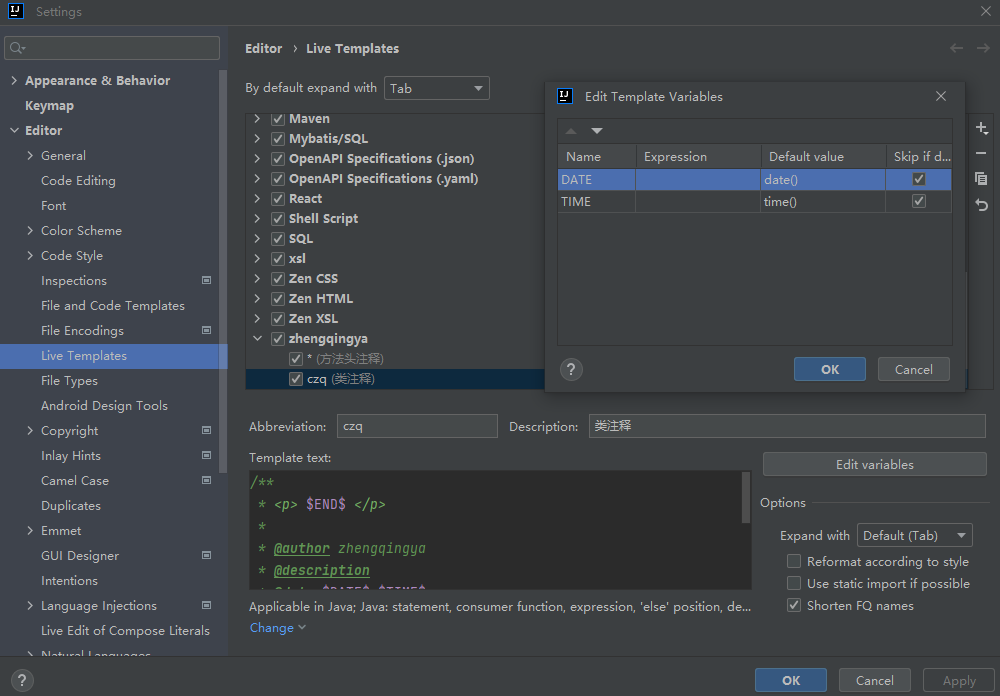 Settings
Appearance & Behavior
Keymap
Editor
General
Code Editing
Font
Color Scheme
Code Style
Inspections
File and Code Templates
File Encodings
Live Templates
File Types
Android Design Tools
Copyright
Inlay Hints
Camel Case
Duplicates
Emmet
GUI Designer
Intentions
Language Injections
Live Edit of Compose Literals
Natural Languages
Editor › Live Templates
By default expand with Tab
Maven
Mybatis/SQL
OpenAPI Specifications (.json)
OpenAPI Specifications (.yaml)
React
Shell Script
SQL
xsl
Zen CSS
Zen HTML
Zen XSL
zhengqingya
* (方法头注释)
czq (类注释)
Edit Template Variables
Name Expression Default value Skip if d...
DATE date()
TIME time()
? OK Cancel
Abbreviation: czq Description: 类注释
Template text:
/**
* <p> $END$ </p>
*
* @author zhengqingya
* @description
Edit variables
Options
Expand with Default (Tab)
Reformat according to style
Use static import if possible
Shorten FQ names
Applicable in Java; Java: statement, consumer function, expression, 'else' position, de...
Change
? OK Cancel Apply